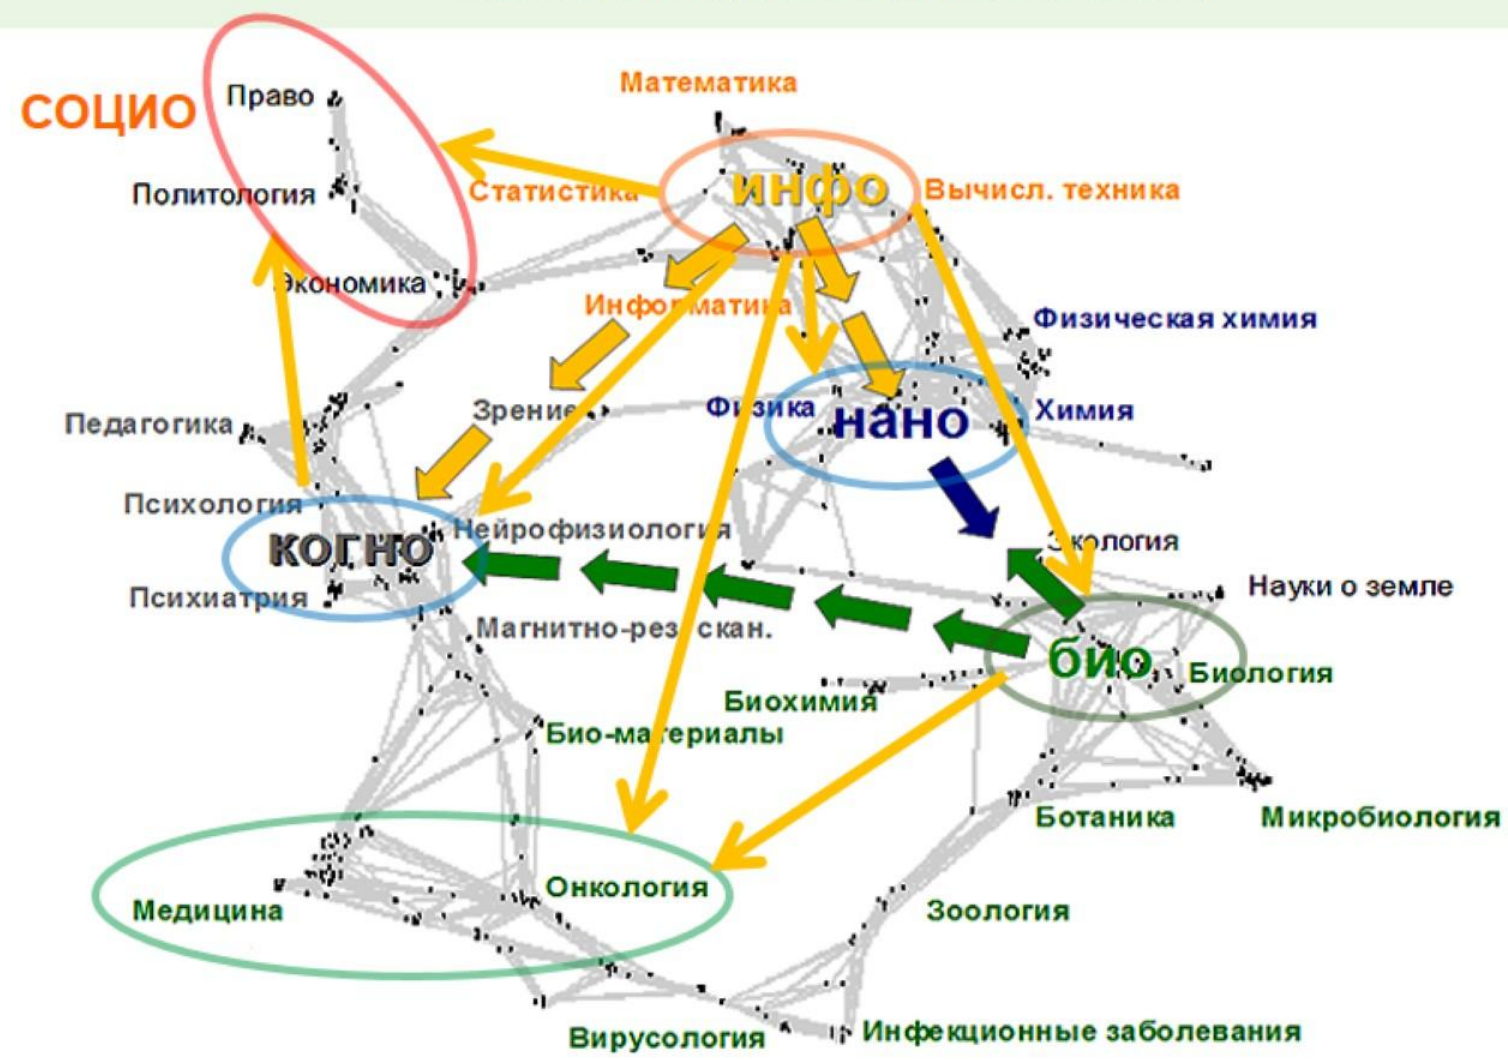 Математика
СОЦИО
Право
Политология
Статистика
инфо
Вычисл. техника
Экономика
Информатика
Физическая химия
Педагогика
Зрение
Физика
нано
Химия
Психология
когно
Нейрофизиология
Экология
Психиатрия
Магнитно-рез. скан.
Науки о земле
био
Биология
Биохимия
Био-материалы
Ботаника
Микробиология
Онкология
Медицина
Зоология
Вирусология
Инфекционные заболевания